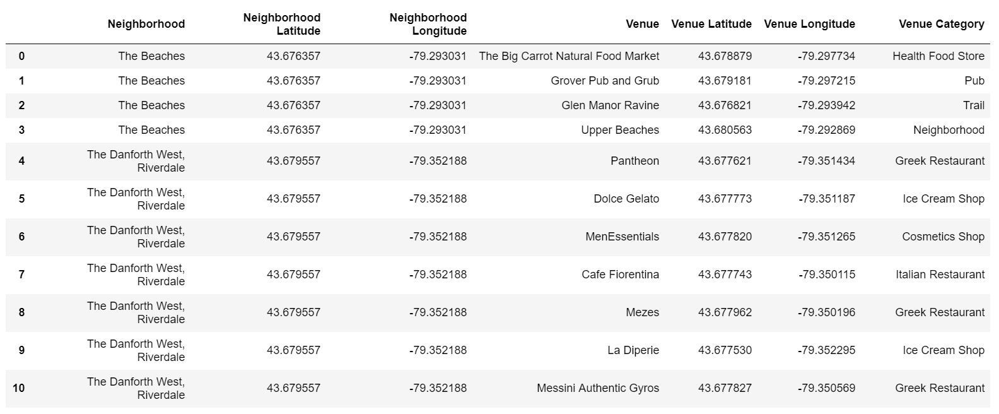 Neighborhood Neighborhood Latitude Neighborhood Longitude Venue Venue Latitude Venue Longitude Venue Category
0 The Beaches 43.676357 -79.293031 The Big Carrot Natural Food Market 43.678879 -79.297734 Health Food Store
1 The Beaches 43.676357 -79.293031 Grover Pub and Grub 43.679181 -79.297215 Pub
2 The Beaches 43.676357 -79.293031 Glen Manor Ravine 43.676821 -79.293942 Trail
3 The Beaches 43.676357 -79.293031 Upper Beaches 43.680563 -79.292869 Neighborhood
4 The Danforth West, Riverdale 43.679557 -79.352188 Pantheon 43.677621 -79.351434 Greek Restaurant
5 The Danforth West, Riverdale 43.679557 -79.352188 Dolce Gelato 43.677773 -79.351187 Ice Cream Shop
6 The Danforth West, Riverdale 43.679557 -79.352188 MenEssentials 43.677820 -79.351265 Cosmetics Shop
7 The Danforth West, Riverdale 43.679557 -79.352188 Cafe Fiorentina 43.677743 -79.350115 Italian Restaurant
8 The Danforth West, Riverdale 43.679557 -79.352188 Mezes 43.677962 -79.350196 Greek Restaurant
9 The Danforth West, Riverdale 43.679557 -79.352188 La Diperie 43.677530 -79.352295 Ice Cream Shop
10 The Danforth West, Riverdale 43.679557 -79.352188 Messini Authentic Gyros 43.677827 -79.350569 Greek Restaurant